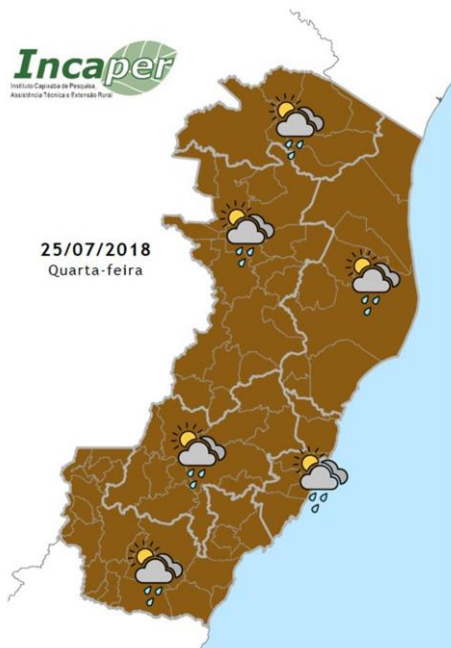 Incaper
Instituto Capixaba de Pesquisa,
Assistência Técnica e Extensão Rural
25/07/2018
Quarta-feira